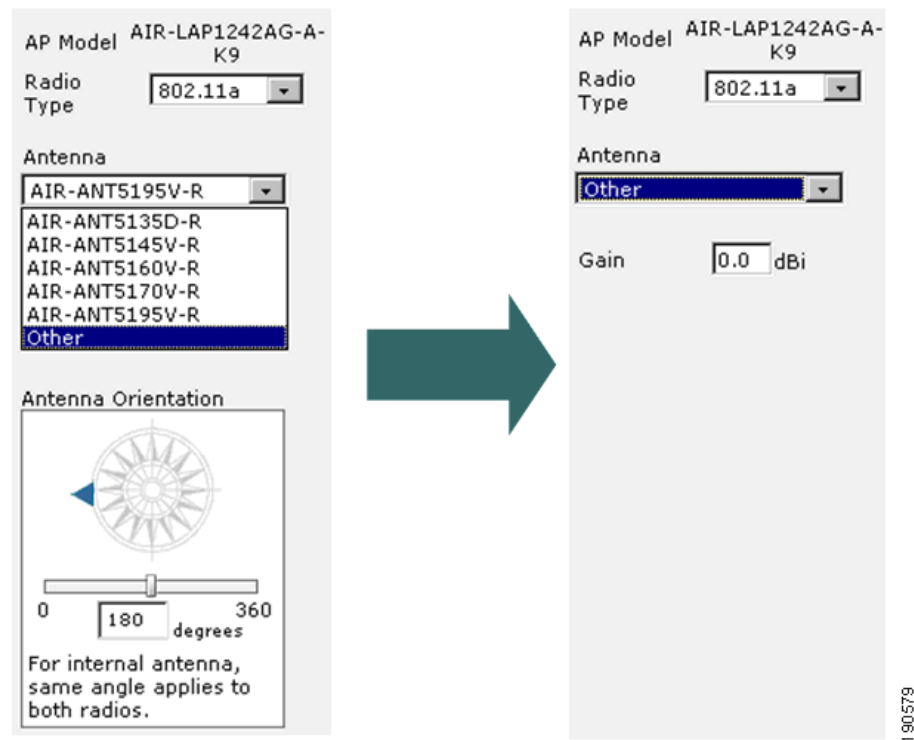 AP Model AIR-LAP1242AG-A-
K9
Radio
Type 802.11a
Antenna
AIR-ANT5195V-R
AIR-ANT5135D-R
AIR-ANT5145V-R
AIR-ANT5160V-R
AIR-ANT5170V-R
AIR-ANT5195V-R
Other
Antenna Orientation
0 180 degrees 360
For internal antenna,
same angle applies to
both radios.
AP Model AIR-LAP1242AG-A-
K9
Radio
Type 802.11a
Antenna
Other
Gain 0.0 dBi
190579